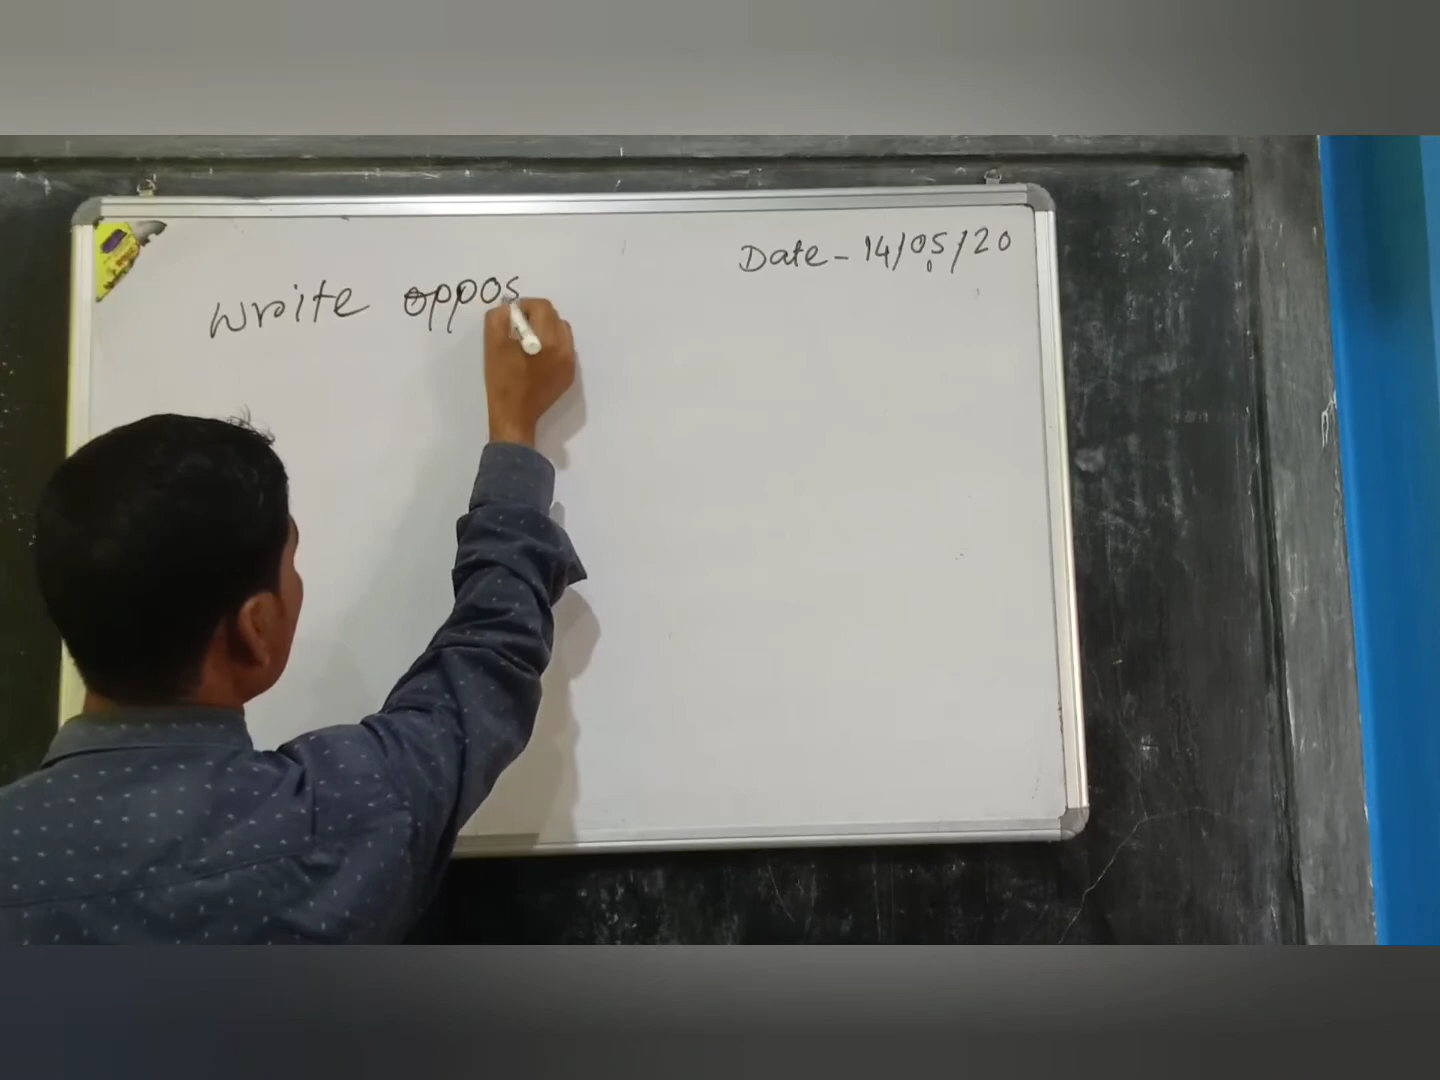 Date - 14/05/20
Write oppos